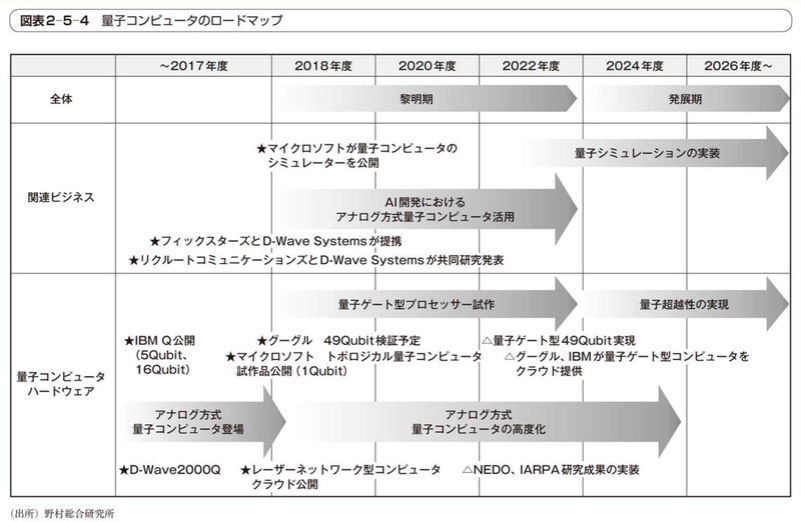 図表2-5-4 量子コンピュータのロードマップ
～2017年度 2018年度 2020年度 2022年度 2024年度 2026年度～
全体
黎明期
発展期
関連ビジネス
★マイクロソフトが量子コンピュータの
シミュレーターを公開
量子シミュレーションの実装
AI開発における
アナログ方式量子コンピュータ活用
★フィックスターズとD-Wave Systemsが提携
★リクルートコミュニケーションズとD-Wave Systemsが共同研究発表
量子コンピュータ
ハードウェア
量子ゲート型プロセッサー試作
量子超越性の実現
★IBM Q公開
（5Qubit、
16Qubit）
★グーグル 49Qubit検証予定
★マイクロソフト トポロジカル量子コンピュータ
試作品公開（1Qubit）
△量子ゲート型49Qubit実現
△グーグル、IBMが量子ゲート型コンピュータを
クラウド提供
アナログ方式
量子コンピュータ登場
アナログ方式
量子コンピュータの高度化
★D-Wave2000Q
★レーザーネットワーク型コンピュータ
クラウド公開
△NEDO、IARPA研究成果の実装
（出所）野村総合研究所